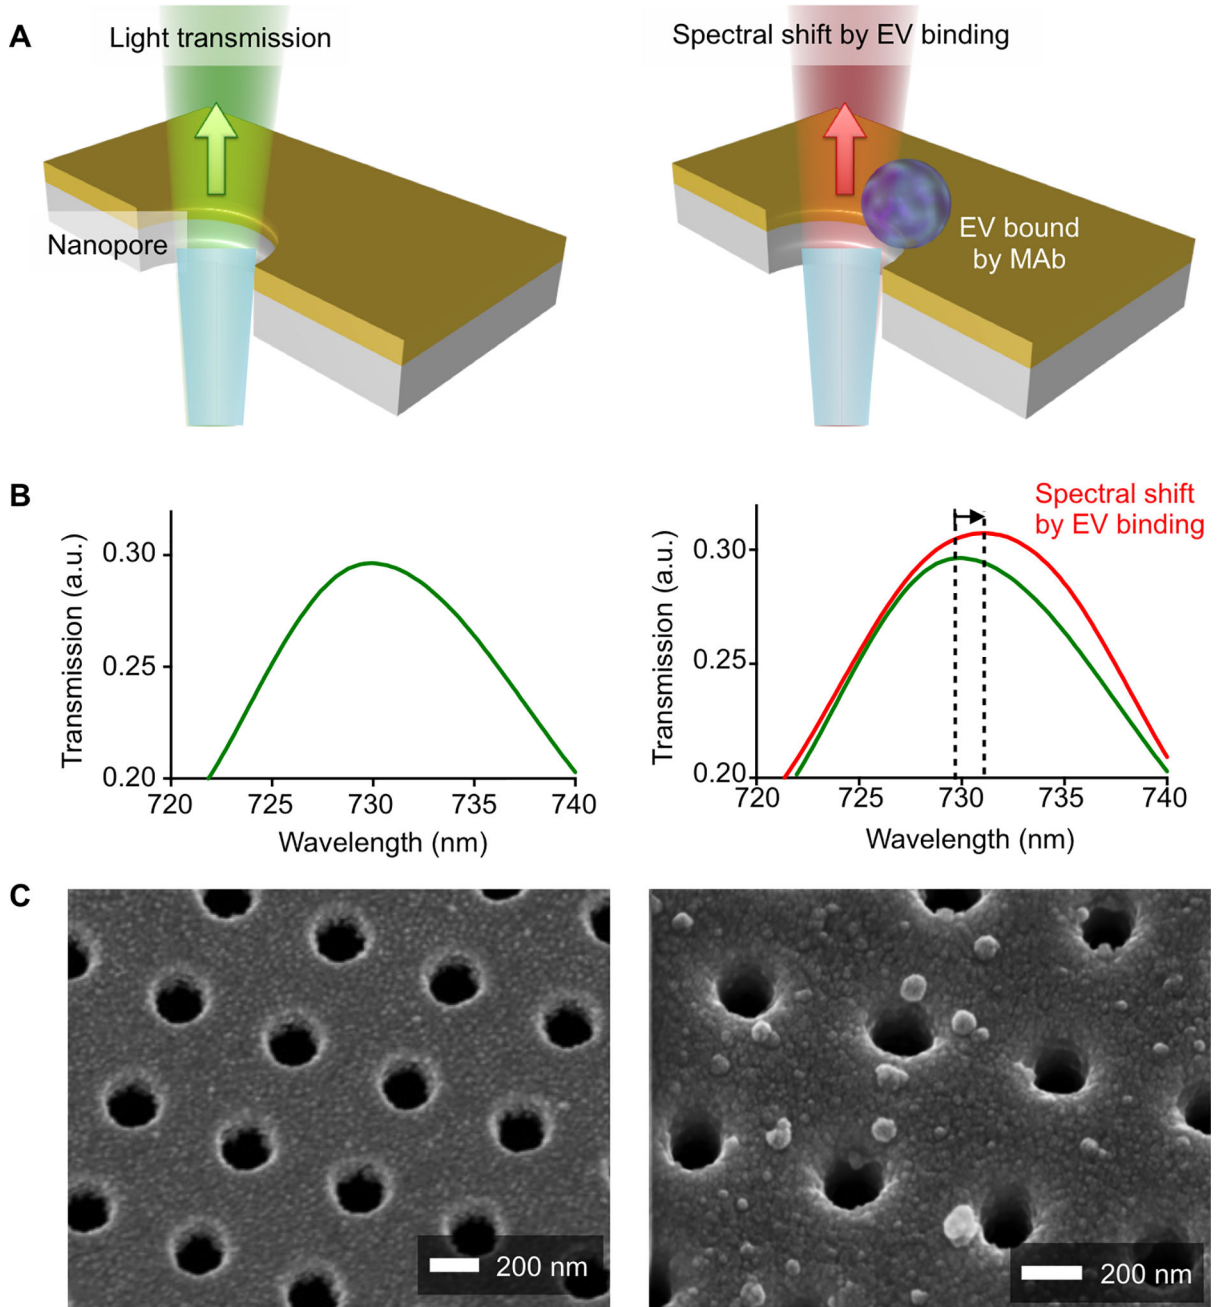 A
Light transmission
Spectral shift by EV binding
Nanopore
EV bound
by MAb
B
Transmission (a.u.)
0.30
0.25
0.20
720
725
730
735
740
Wavelength (nm)
Spectral shift
by EV binding
Transmission (a.u.)
0.30
0.25
0.20
720
725
730
735
740
Wavelength (nm)
C
200 nm
200 nm